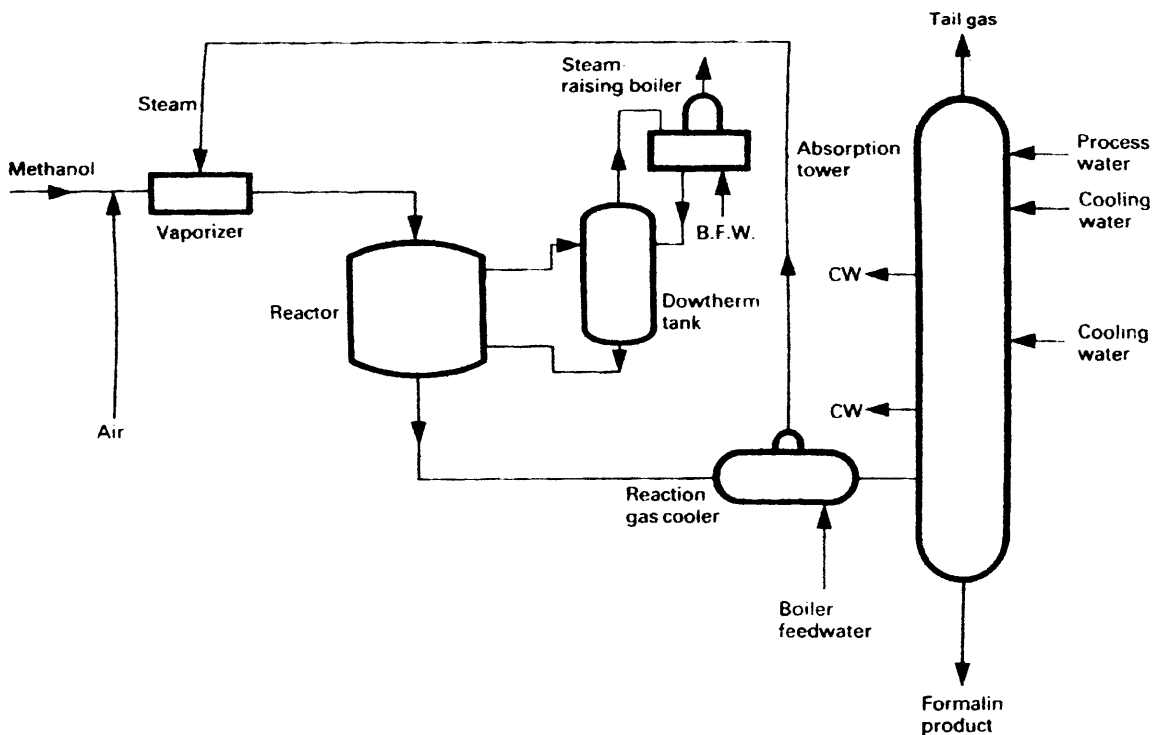 Tail gas
Steam
raising boiler
Steam
Absorption
tower
Process
water
Methanol
Cooling
water
Vaporizer
B.F.W.
CW
Reactor
Dowtherm
tank
Cooling
water
CW
Air
Reaction
gas cooler
Boiler
feedwater
Formalin
product